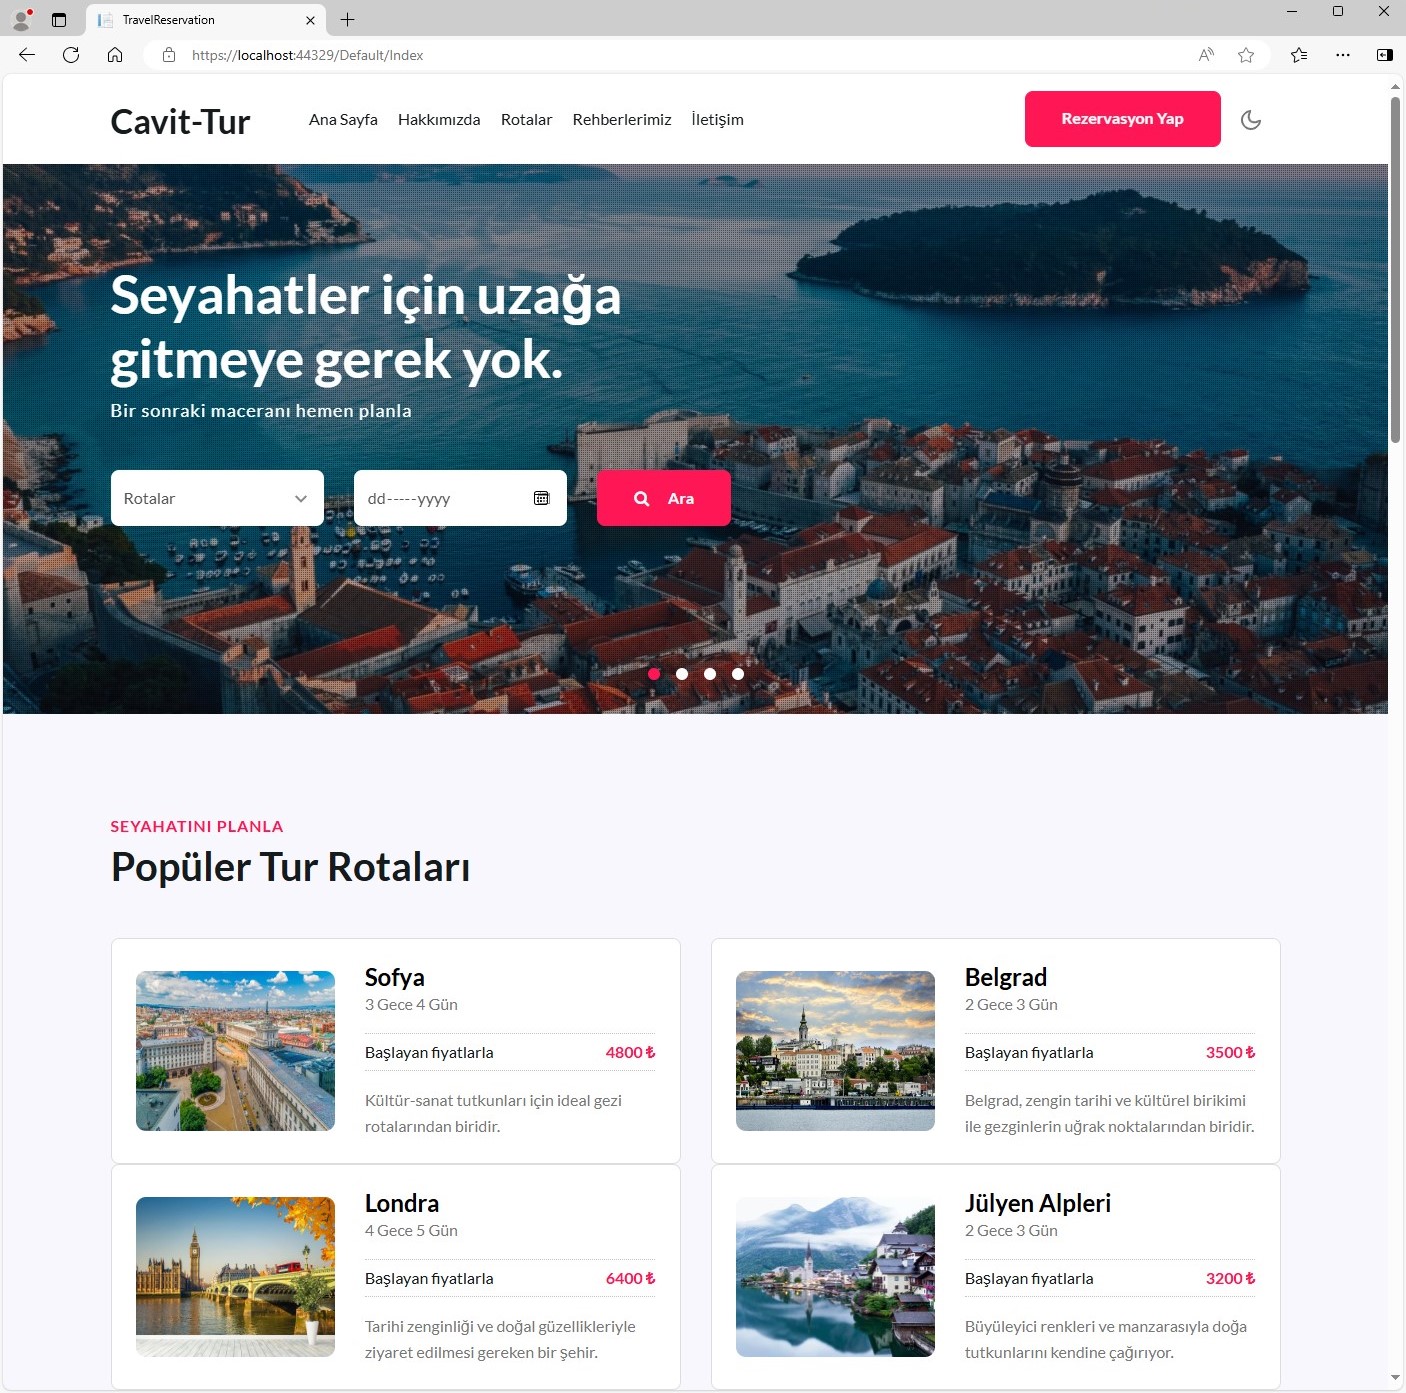 TravelReservation
https://localhost:44329/Default/Index
Cavit-Tur
Ana Sayfa Hakkımızda Rotalar Rehberlerimiz İletişim
Rezervasyon Yap
Seyahatler için uzağa
gitmeye gerek yok.
Bir sonraki maceranı hemen planla
Rotalar
dd-----yyyy
Ara
SEYAHATINI PLANLA
Popüler Tur Rotaları
Sofya
3 Gece 4 Gün
Başlayan fiyatlarla 4800 ₺
Kültür-sanat tutkunları için ideal gezi
rotalarından biridir.
Belgrad
2 Gece 3 Gün
Başlayan fiyatlarla 3500 ₺
Belgrad, zengin tarihi ve kültürel birikimi
ile gezginlerin uğrak noktalarından biridir.
Londra
4 Gece 5 Gün
Başlayan fiyatlarla 6400 ₺
Tarihi zenginliği ve doğal güzellikleriyle
ziyaret edilmesi gereken bir şehir.
Jülyen Alpleri
2 Gece 3 Gün
Başlayan fiyatlarla 3200 ₺
Büyüleyici renkleri ve manzarasıyla doğa
tutkunlarını kendine çağırıyor.